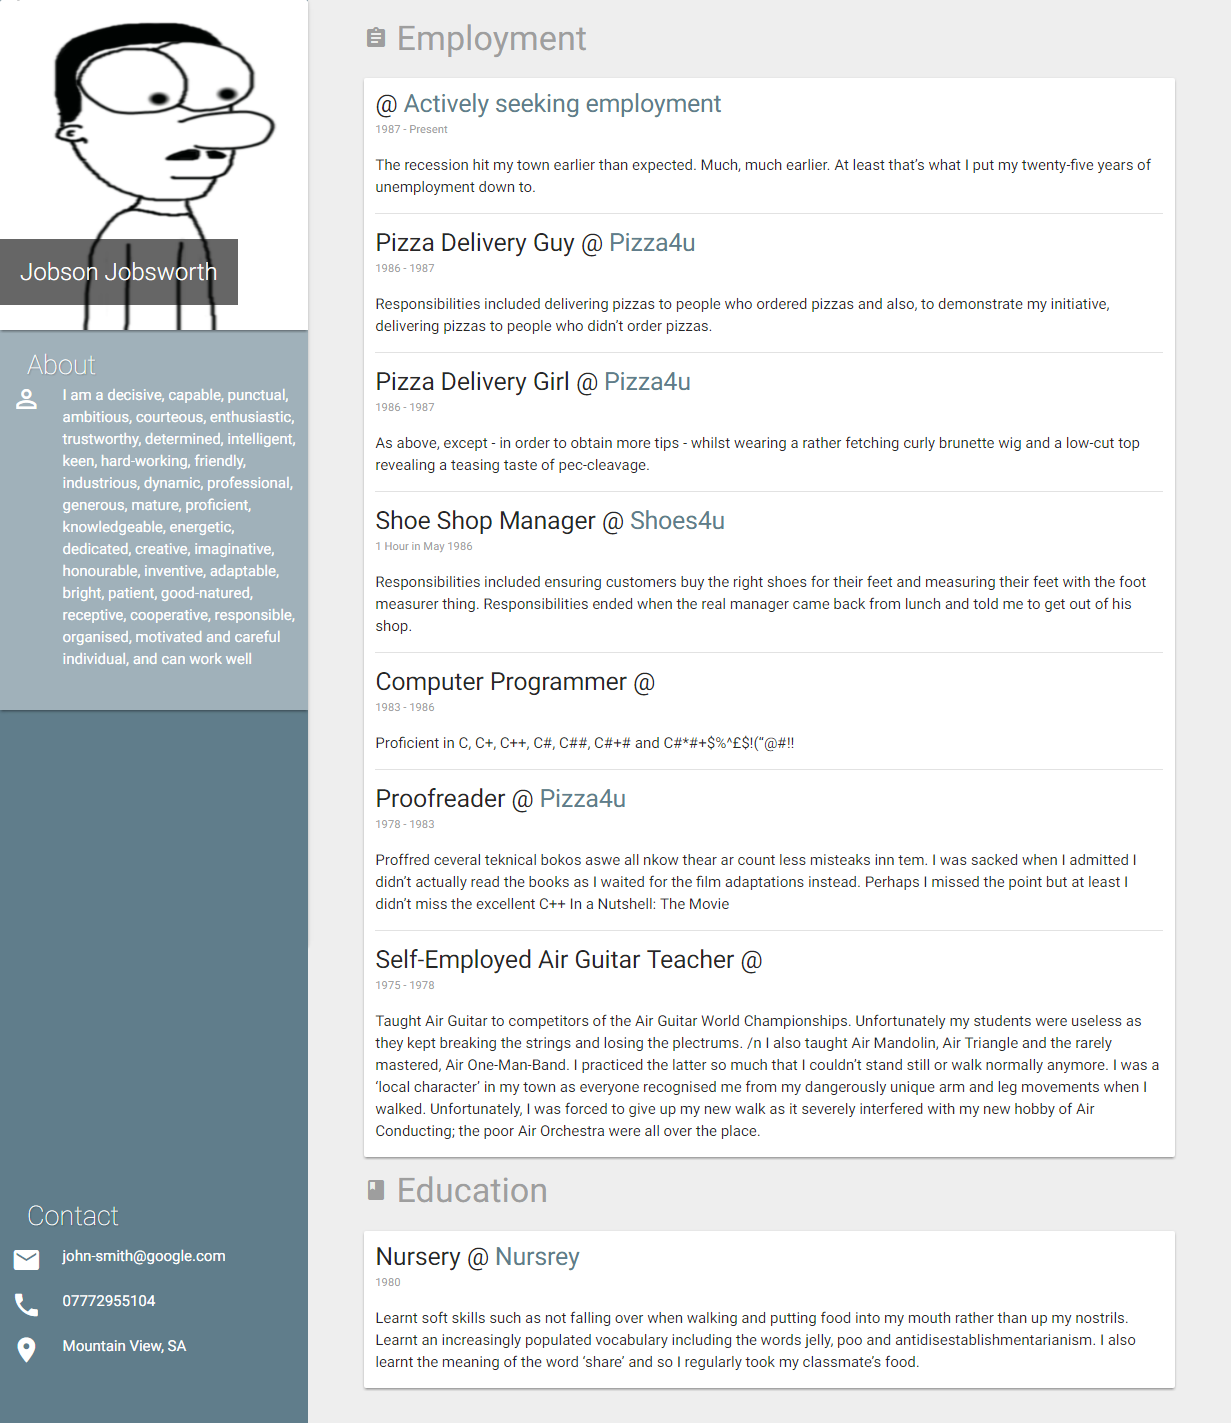 Jobson Jobsworth
About
I am a decisive, capable, punctual,
ambitious, courteous, enthusiastic,
trustworthy, determined, intelligent,
keen, hard-working, friendly,
industrious, dynamic, professional,
generous, mature, proficient,
knowledgeable, energetic,
dedicated, creative, imaginative,
honourable, inventive, adaptable,
bright, patient, good-natured,
receptive, cooperative, responsible,
organised, motivated and careful
individual, and can work well
Contact
john-smith@google.com
07772955104
Mountain View, SA
Employment
@ Actively seeking employment
1987 - Present
The recession hit my town earlier than expected. Much, much earlier. At least that’s what I put my twenty-five years of
unemployment down to.
Pizza Delivery Guy @ Pizza4u
1986 - 1987
Responsibilities included delivering pizzas to people who ordered pizzas and also, to demonstrate my initiative,
delivering pizzas to people who didn’t order pizzas.
Pizza Delivery Girl @ Pizza4u
1986 - 1987
As above, except - in order to obtain more tips - whilst wearing a rather fetching curly brunette wig and a low-cut top
revealing a teasing taste of pec-cleavage.
Shoe Shop Manager @ Shoes4u
1 Hour in May 1986
Responsibilities included ensuring customers buy the right shoes for their feet and measuring their feet with the foot
measurer thing. Responsibilities ended when the real manager came back from lunch and told me to get out of his
shop.
Computer Programmer @
1983 - 1986
Proficient in C, C+, C++, C#, C##, C#+# and C#*#+$%^£$!(“@#!!
Proofreader @ Pizza4u
1978 - 1983
Proffred ceveral teknical bokos aswe all nkow thear ar count less misteaks inn tem. I was sacked when I admitted I
didn’t actually read the books as I waited for the film adaptations instead. Perhaps I missed the point but at least I
didn’t miss the excellent C++ In a Nutshell: The Movie
Self-Employed Air Guitar Teacher @
1975 - 1978
Taught Air Guitar to competitors of the Air Guitar World Championships. Unfortunately my students were useless as
they kept breaking the strings and losing the plectrums. /n I also taught Air Mandolin, Air Triangle and the rarely
mastered, Air One-Man-Band. I practiced the latter so much that I couldn’t stand still or walk normally anymore. I was a
‘local character’ in my town as everyone recognised me from my dangerously unique arm and leg movements when I
walked. Unfortunately, I was forced to give up my new walk as it severely interfered with my new hobby of Air
Conducting; the poor Air Orchestra were all over the place.
Education
Nursery @ Nursrey
1980
Learnt soft skills such as not falling over when walking and putting food into my mouth rather than up my nostrils.
Learnt an increasingly populated vocabulary including the words jelly, poo and antidisestablishmentarianism. I also
learnt the meaning of the word ‘share’ and so I regularly took my classmate’s food.